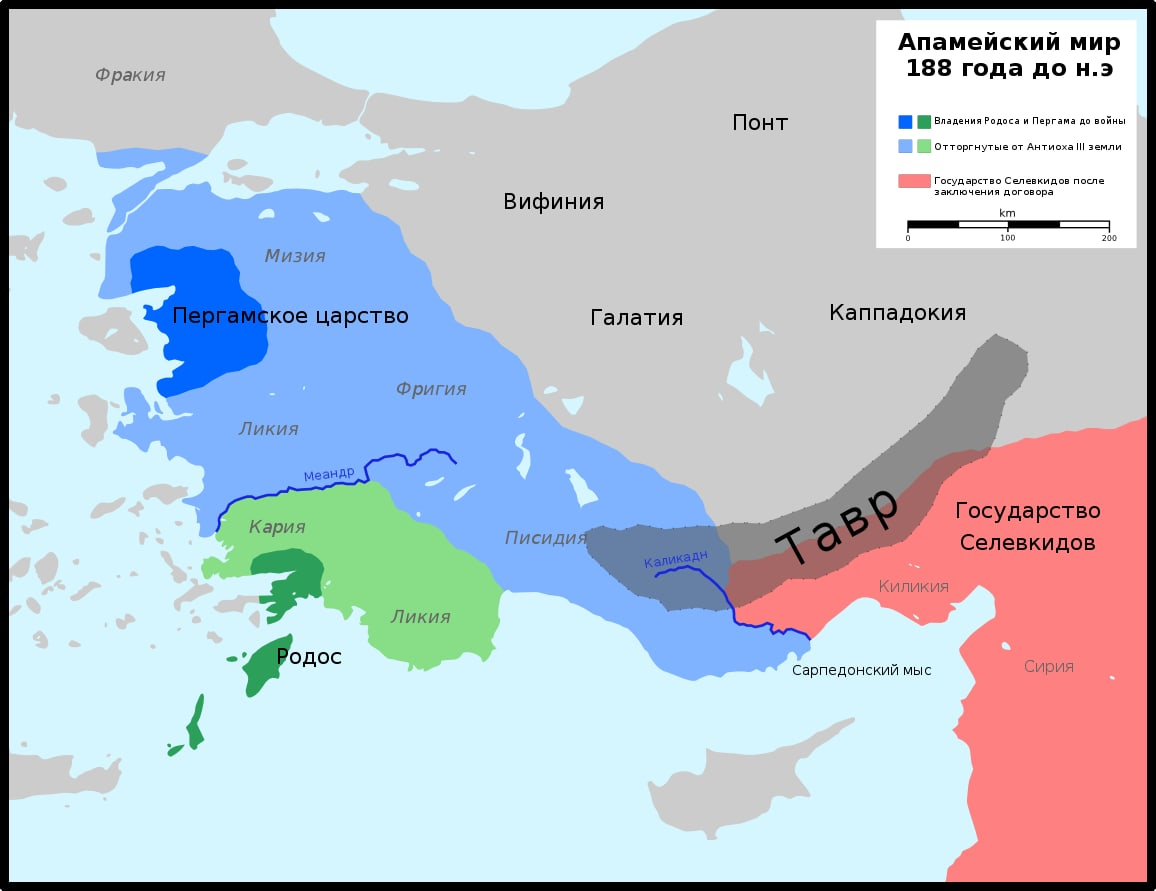 Апамейский мир
188 года до н.э
Владения Родоса и Пергама до войны
Отторгнутые от Антиоха III земли
Государство Селевкидов после
заключения договора
km
0 100 200
Фракия
Понт
Вифиния
Мизия
Пергамское царство
Галатия
Каппадокия
Фригия
Ликия
Меандр
Кария
Писидия
Тавр
Государство
Селевкидов
Каликадн
Киликия
Ликия
Родос
Сарпедонский мыс
Сирия